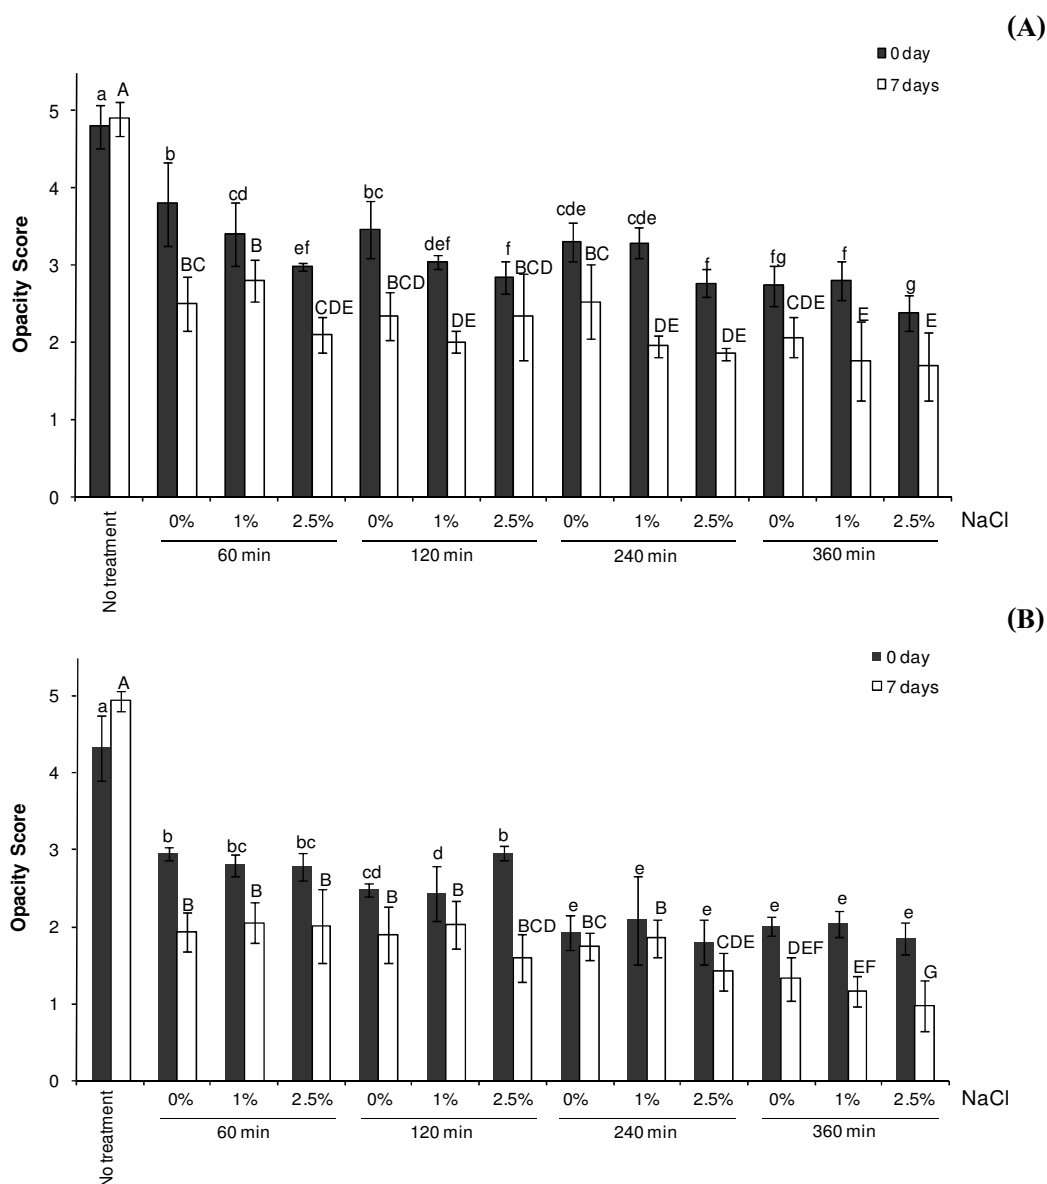 (A)
0 day
7 days
Opacity Score
5
4
3
2
1
0
a A
b BC
cd B
ef CDE
bc BCD
def DE
f BCD
cde BC
cde DE
f DE
fg CDE
f E
g E
No treatment
0% 1% 2.5% 0% 1% 2.5% 0% 1% 2.5% 0% 1% 2.5% NaCl
60 min 120 min 240 min 360 min
(B)
0 day
7 days
Opacity Score
5
4
3
2
1
0
a A
b B
bc B
bc B
cd B
d B
b BCD
e BC
e B
e CDE
e DEF
e EF
e G
No treatment
0% 1% 2.5% 0% 1% 2.5% 0% 1% 2.5% 0% 1% 2.5% NaCl
60 min 120 min 240 min 360 min